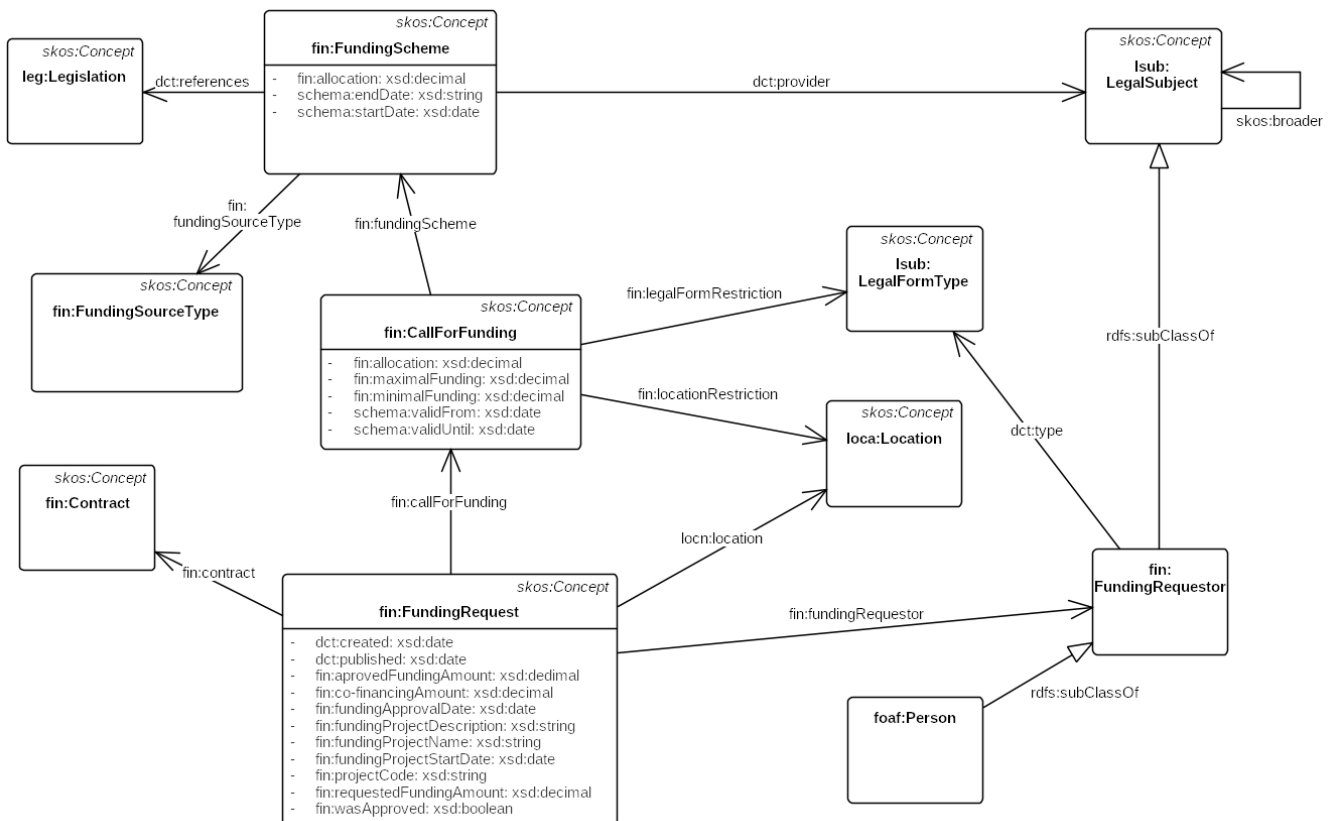 skos:Concept
fin:FundingScheme
- fin:allocation: xsd:decimal
- schema:endDate: xsd:string
- schema:startDate: xsd:date
skos:Concept
leg:Legislation
dct:references
dct:provider
skos:Concept
lsub:
LegalSubject
skos:broader
fin:
fundingSourceType
fin:fundingScheme
skos:Concept
fin:FundingSourceType
skos:Concept
lsub:
LegalFormType
fin:legalFormRestriction
skos:Concept
fin:CallForFunding
- fin:allocation: xsd:decimal
- fin:maximalFunding: xsd:decimal
- fin:minimalFunding: xsd:decimal
- schema:validFrom: xsd:date
- schema:validUntil: xsd:date
rdfs:subClassOf
fin:locationRestriction
skos:Concept
loca:Location
dct:type
skos:Concept
fin:Contract
fin:callForFunding
locn:location
fin:contract
skos:Concept
fin:FundingRequest
- dct:created: xsd:date
- dct:published: xsd:date
- fin:aprovedFundingAmount: xsd:dedimal
- fin:co-financingAmount: xsd:decimal
- fin:fundingApprovalDate: xsd:date
- fin:fundingProjectDescription: xsd:string
- fin:fundingProjectName: xsd:string
- fin:fundingProjectStartDate: xsd:date
- fin:projectCode: xsd:string
- fin:requestedFundingAmount: xsd:decimal
- fin:wasApproved: xsd:boolean
fin:
FundingRequestor
fin:fundingRequestor
rdfs:subClassOf
foaf:Person